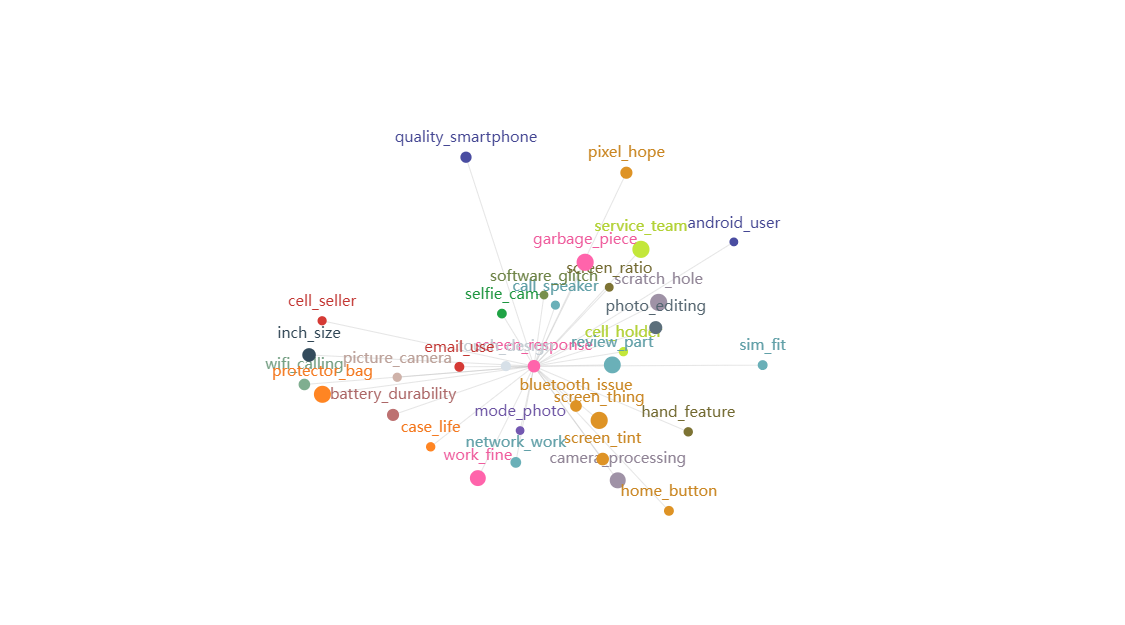 quality_smartphone
pixel_hope
android_user
service_team
garbage_piece
screen_ratio
software_glitch
scratch_hole
call_speaker
selfie_cam
cell_seller
photo_editing
inch_size
cell_holder
review_part
screen_response
email_use
sim_fit
picture_camera
wifi_calling
protector_bag
bluetooth_issue
battery_durability
screen_thing
mode_photo
hand_feature
case_life
screen_tint
network_work
work_fine
camera_processing
home_button